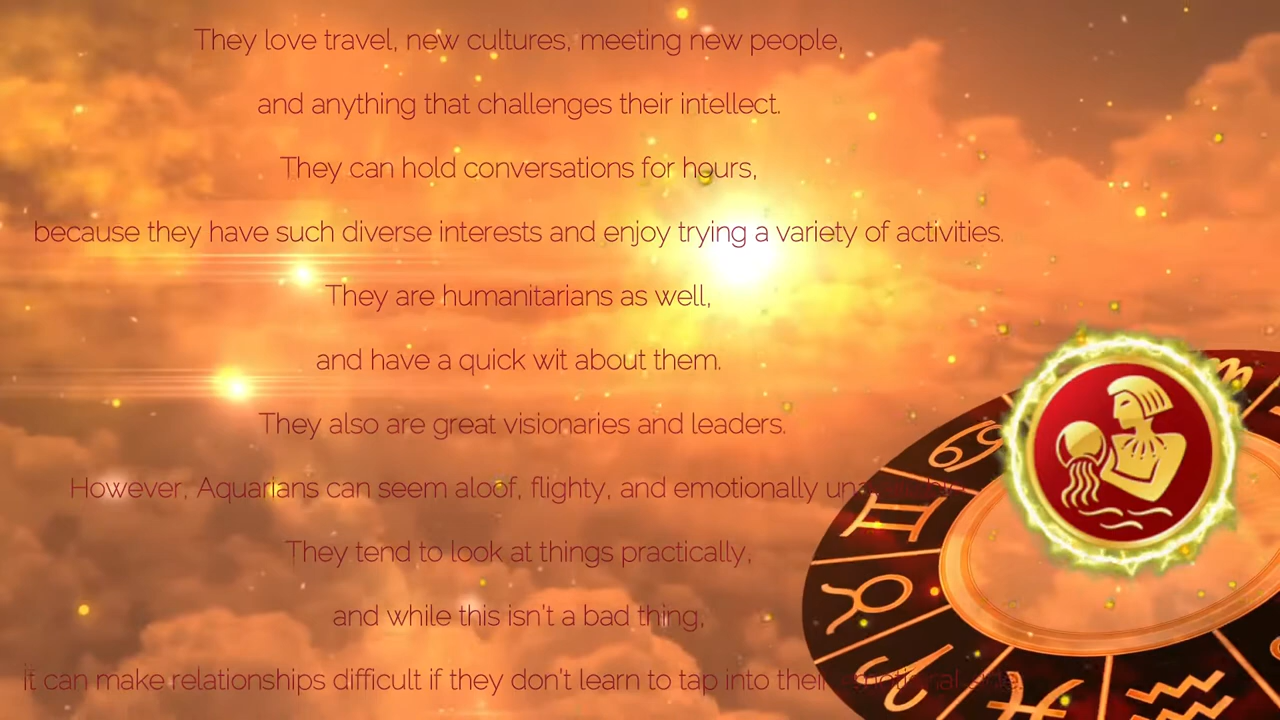 They love travel, new cultures, meeting new people,
and anything that challenges their intellect.
They can hold conversations for hours,
because they have such diverse interests and enjoy trying a variety of activities.
They are humanitarians as well,
and have a quick wit about them.
They also are great visionaries and leaders.
However, Aquarians can seem aloof, flighty, and emotionally
They tend to look at things practically,
and while this isn't a bad thing,
it can make relationships difficult if they don't learn to tap into their emotional side.